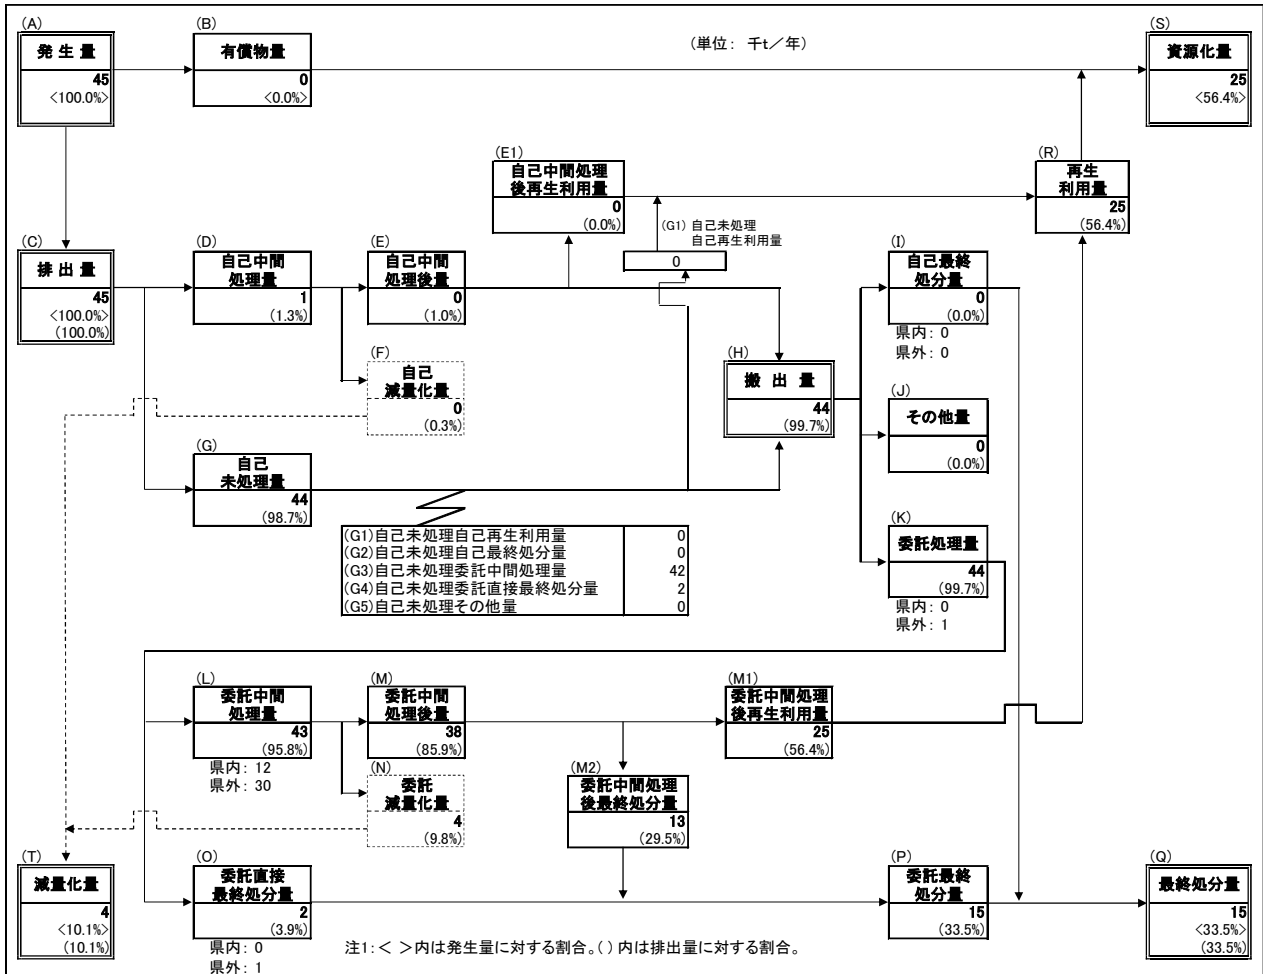 (A)
発 生 量
45
<100.0%>
(B)
有償物量
0
<0.0%>
(単位: 千t/年)
(S)
資源化量
25
<56.4%>
(E1)
自己中間処理
後再生利用量
0
(0.0%)
(R)
再生
利用量
25
(56.4%)
(G1) 自己未処理
自己再生利用量
0
(C)
排 出 量
45
<100.0%>
(100.0%)
(D)
自己中間
処理量
1
(1.3%)
(E)
自己中間
処理後量
0
(1.0%)
(I)
自己最終
処分量
0
(0.0%)
県内: 0
県外: 0
(F)
自己
減量化量
0
(0.3%)
(H)
搬 出 量
44
(99.7%)
(J)
その他量
0
(0.0%)
(G)
自己
未処理量
44
(98.7%)
(G1)自己未処理自己再生利用量 0
(G2)自己未処理自己最終処分量 0
(G3)自己未処理委託中間処理量 42
(G4)自己未処理委託直接最終処分量 2
(G5)自己未処理その他量 0
(K)
委託処理量
44
(99.7%)
県内: 0
県外: 1
(L)
委託中間
処理量
43
(95.8%)
県内: 12
県外: 30
(M)
委託中間
処理後量
38
(85.9%)
(M1)
委託中間処理
後再生利用量
25
(56.4%)
(N)
委託
減量化量
4
(9.8%)
(M2)
委託中間処理
後最終処分量
13
(29.5%)
(T)
減量化量
4
<10.1%>
(10.1%)
(O)
委託直接
最終処分量
2
(3.9%)
県内: 0
県外: 1
(P)
委託最終
処分量
15
(33.5%)
(Q)
最終処分量
15
<33.5%>
(33.5%)
注1:< >内は発生量に対する割合。( )内は排出量に対する割合。